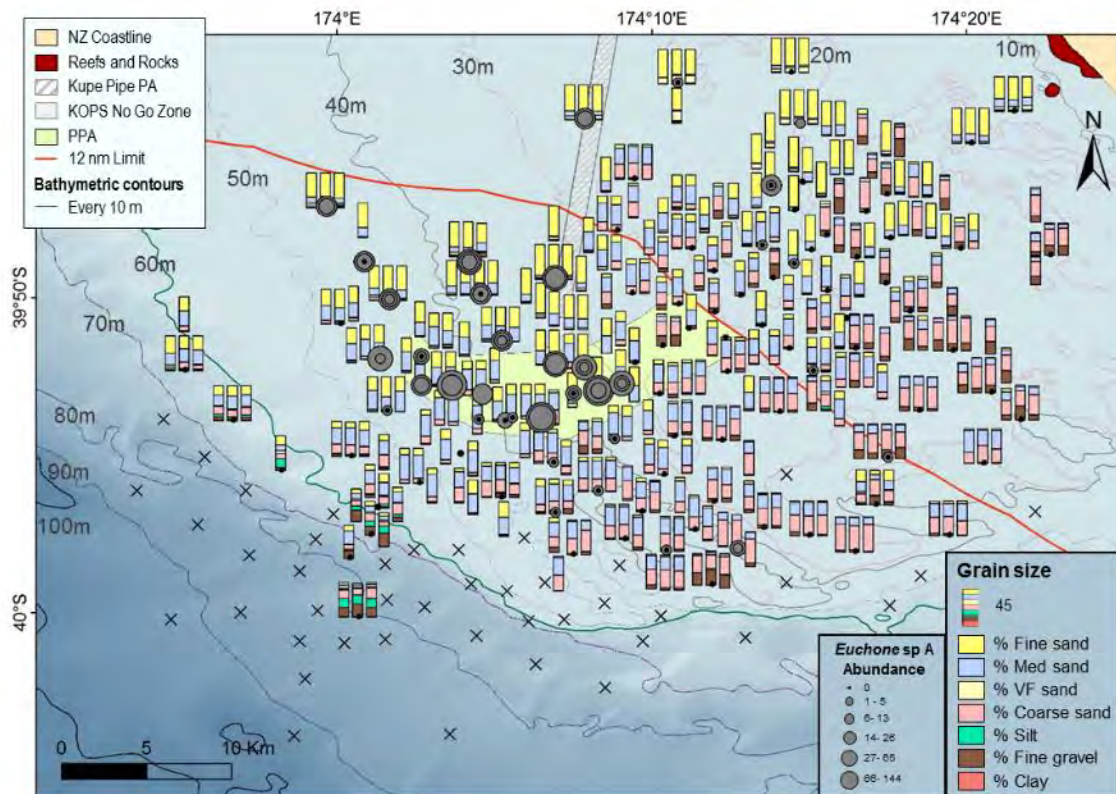 174°E
174°10'
174°20'
NZ Coastline
Reefs and Rocks
Kupe Pipe PA
KOPS No Go Zone
PPA
12 nm Limit
Bathymetric contours
Every 10 m
30m
20m
10m
40m
N
50m
60m
39°50'
70m
80m
90m
100m
40°S
Grain size
45
% Fine sand
% Med sand
% VF sand
% Coarse sand
% Silt
% Fine gravel
% Clay
Euchone sp A
Abundance
0
1 - 5
6- 13
14- 26
27- 65
66- 144
0 5 10 Km